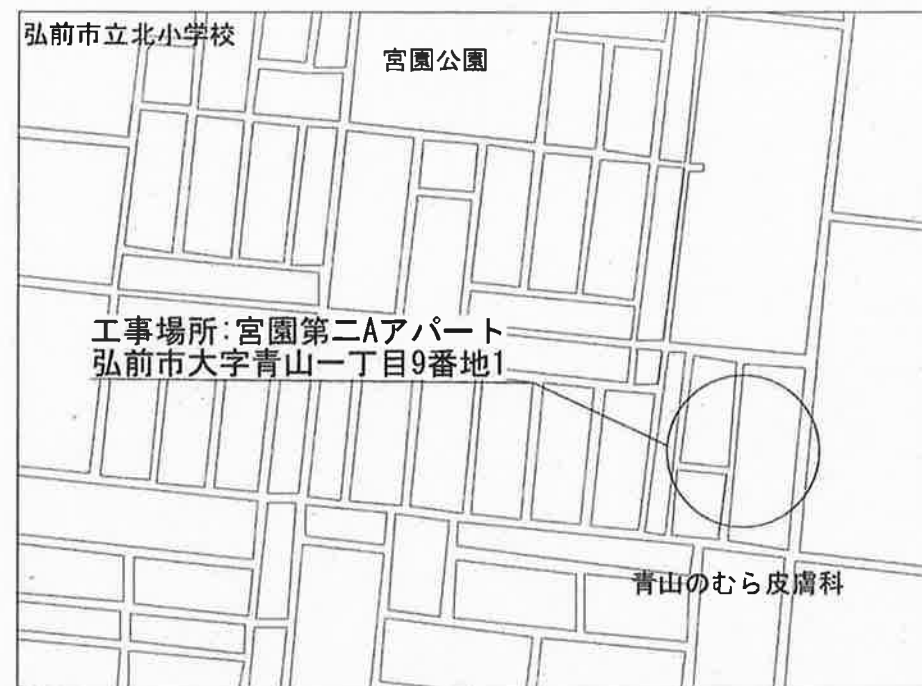 弘前市立北小学校
宮園公園
工事場所:宮園第二Aアパート
弘前市大字青山一丁目9番地1
青山のむら皮膚科